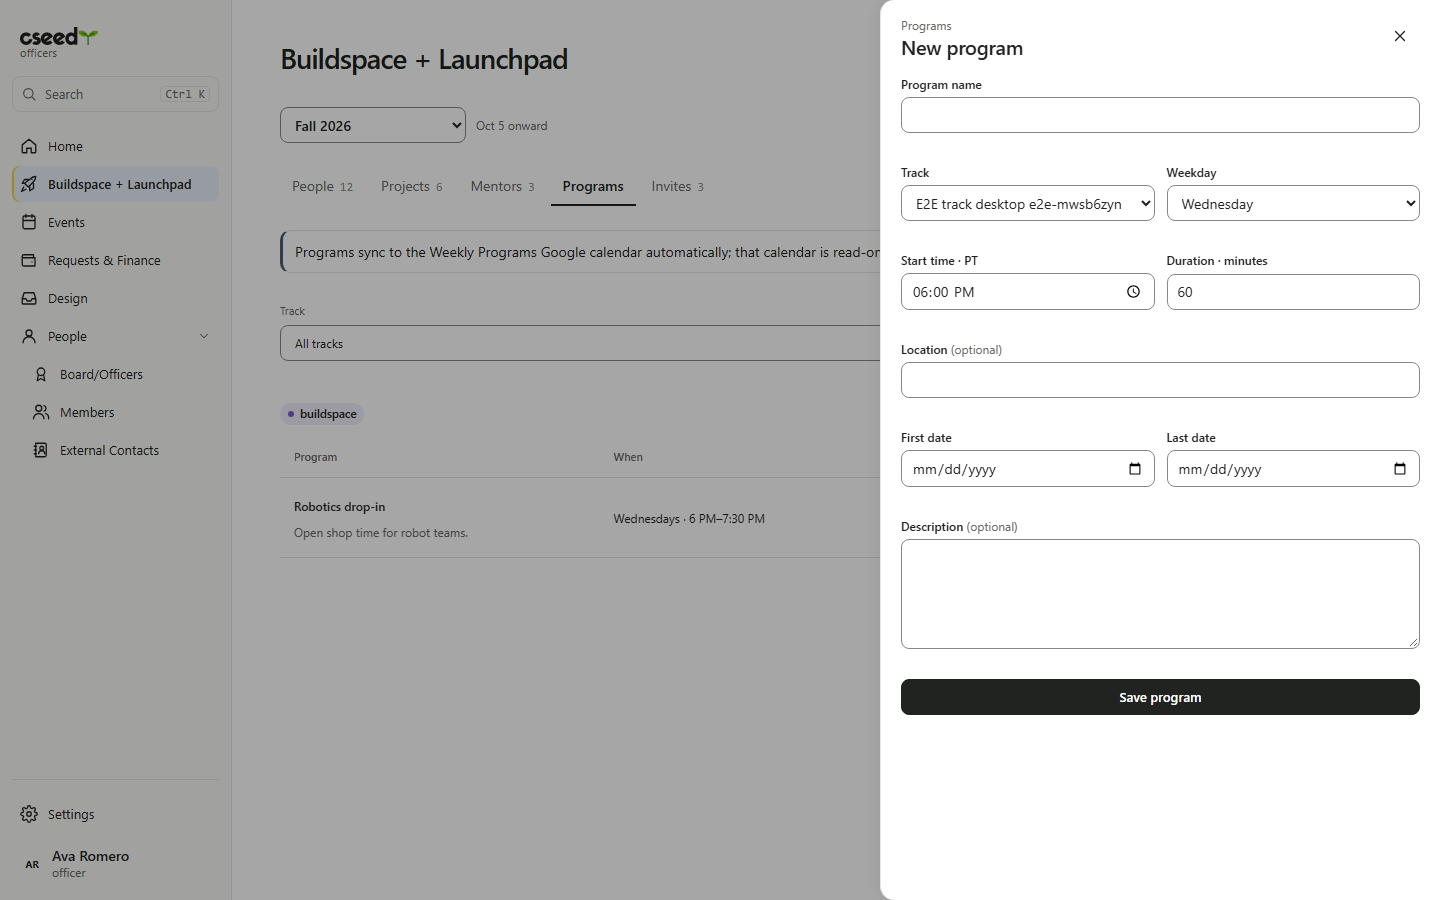 cseed
officers
Search
Ctrl K
Home
Buildspace + Launchpad
Events
Requests & Finance
Design
People
Board/Officers
Members
External Contacts
Settings
AR
Ava Romero
officer
Buildspace + Launchpad
Fall 2026
Oct 5 onward
People 12
Projects 6
Mentors 3
Programs
Invites 3
Programs sync to the Weekly Programs Google calendar automatically; that calendar is read-on
Track
All tracks
buildspace
Program
When
Robotics drop-in
Open shop time for robot teams.
Wednesdays · 6 PM–7:30 PM
Programs
New program
Program name
Track
Weekday
E2E track desktop e2e-mwsb6zyn
Wednesday
Start time · PT
Duration · minutes
06:00 PM
60
Location (optional)
First date
Last date
mm/dd/yyyy
mm/dd/yyyy
Description (optional)
Save program